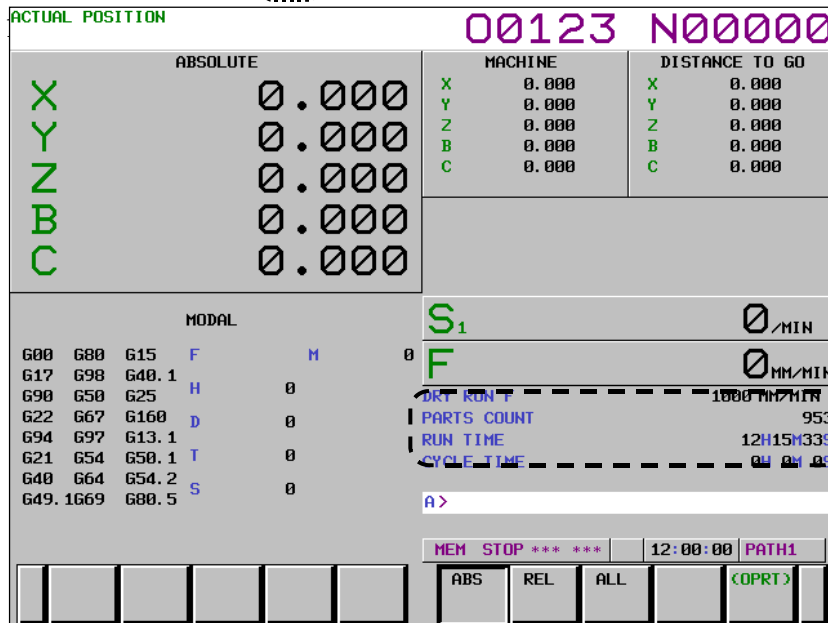 ACTUAL POSITION
O0123 N00000
ABSOLUTE
X 0.000
Y 0.000
Z 0.000
B 0.000
C 0.000
MACHINE
X 0.000
Y 0.000
Z 0.000
B 0.000
C 0.000
DISTANCE TO GO
X 0.000
Y 0.000
Z 0.000
B 0.000
C 0.000
MODAL
G00 G80 G15 F M 0
G17 G98 G40.1
G90 G50 G25 H 0
G22 G67 G160 D 0
G94 G97 G13.1
G21 G54 G50.1 T 0
G40 G64 G54.2
G49.1 G69 G80.5 S 0
S1 0 /MIN
F 0 MM/MIN
DRY RUN F 1000 MM/MIN
PARTS COUNT 953
RUN TIME 12H15M33S
CYCLE TIME 0H 0M 0S
A>
MEM STOP *** *** 12:00:00 PATH1
ABS REL ALL (OPRT)